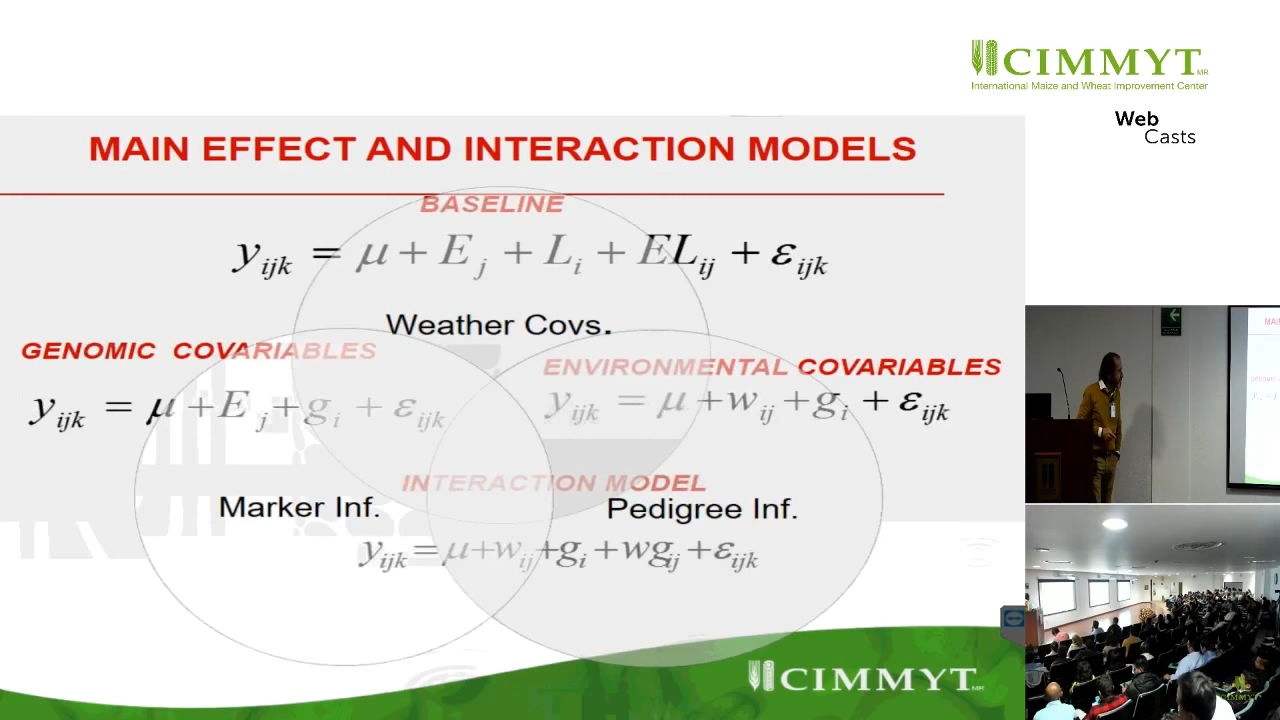 CIMMYT MR
International Maize and Wheat Improvement Center
Web
Casts
MAIN EFFECT AND INTERACTION MODELS
BASELINE
y_ijk = μ + E_j + L_i + EL_ij + ε_ijk
Weather Covs.
GENOMIC COVARIABLES
y_ijk = μ + E_j + g_i + ε_ijk
ENVIRONMENTAL COVARIABLES
y_ijk = μ + w_ij + g_i + ε_ijk
INTERACTION MODEL
Marker Inf.
Pedigree Inf.
y_ijk = μ + w_ij + g_i + wg_ij + ε_ijk
CIMMYT MR